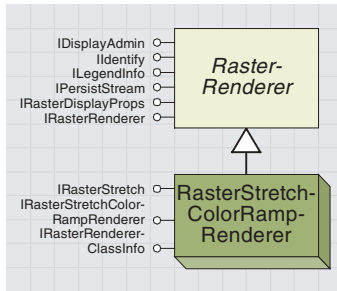 IDisplayAdmin
IIdentify
ILegendInfo
IPersistStream
IRasterDisplayProps
IRasterRenderer
Raster-
Renderer
IRasterStretch
IRasterStretchColor-
RampRenderer
IRasterRenderer-
ClassInfo
RasterStretch-
ColorRamp-
Renderer